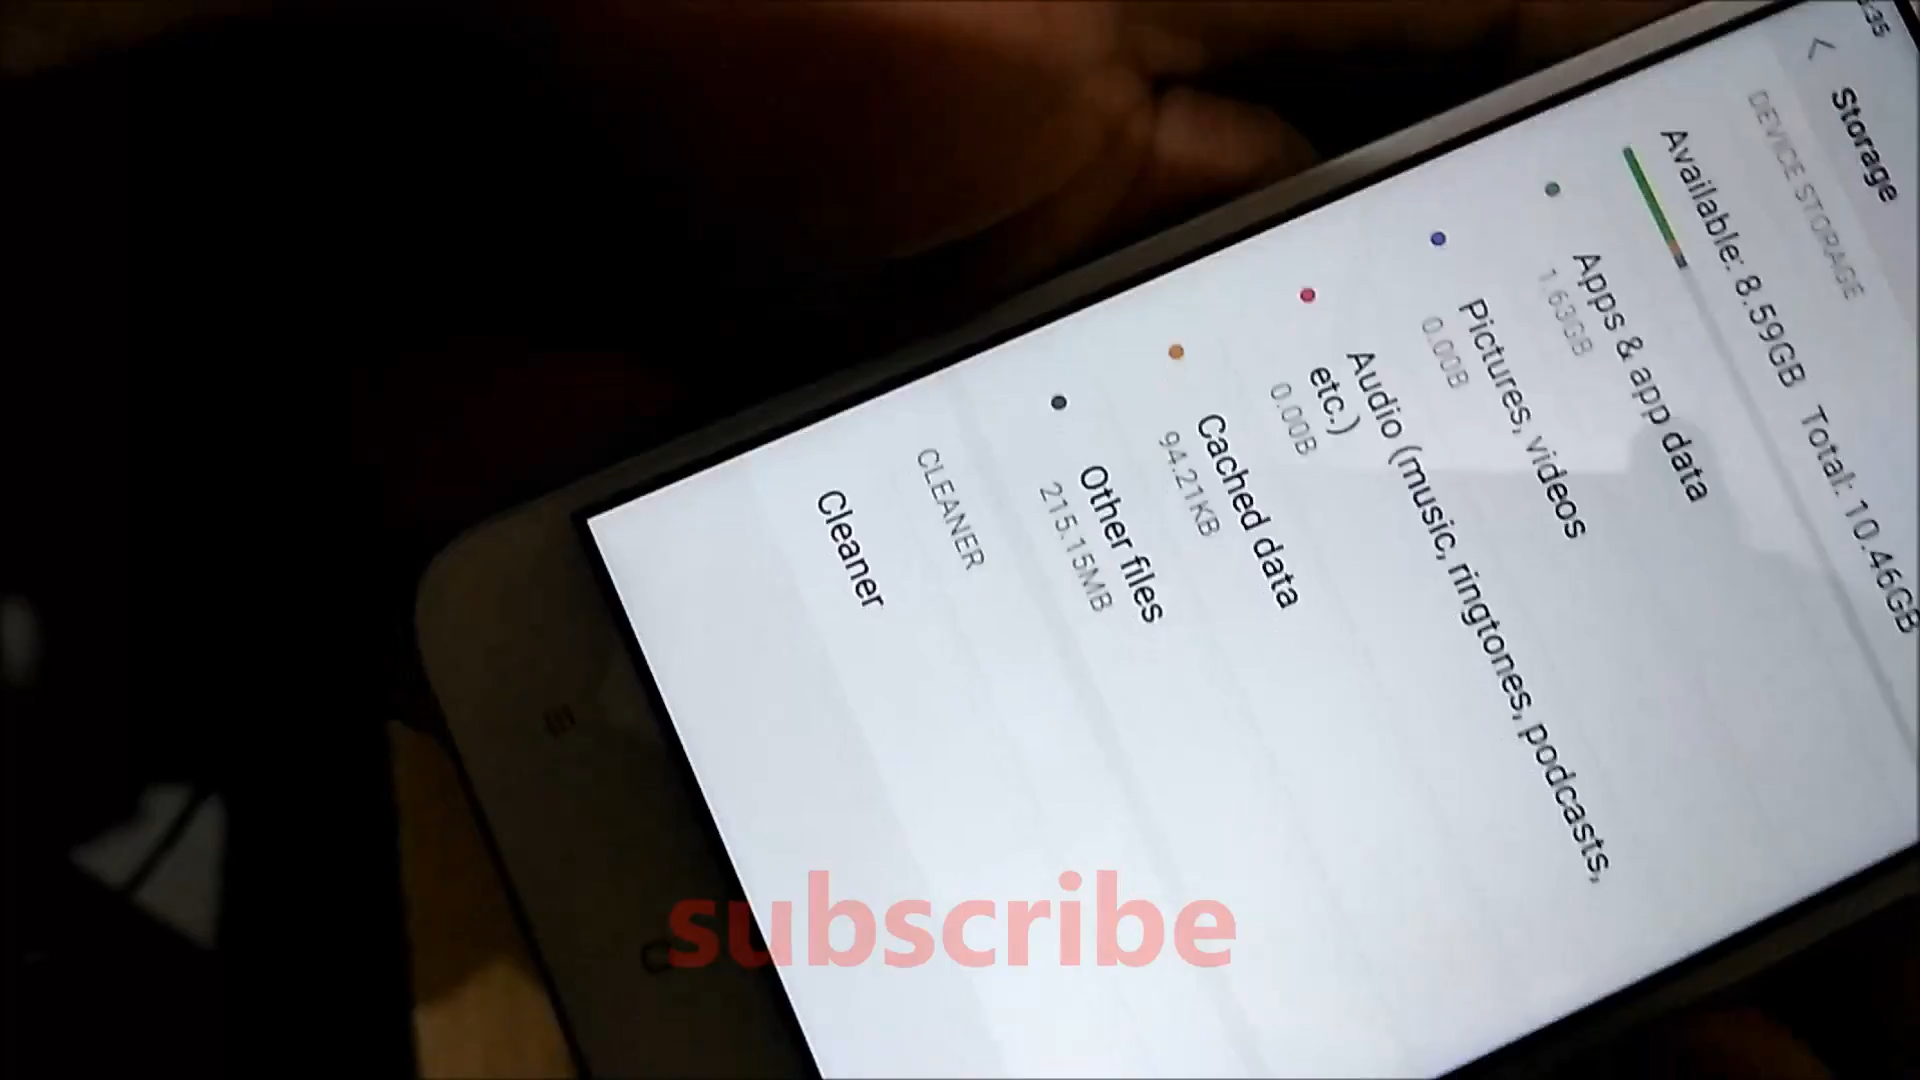 Storage
DEVICE STORAGE
Available: 8.59GB Total: 10.46GB
Apps & app data
1.63GB
Pictures, videos
0.00B
Audio (music, ringtones, podcasts,
etc.)
0.00B
Cached data
94.21KB
Other files
215.15MB
CLEANER
Cleaner
subscribe